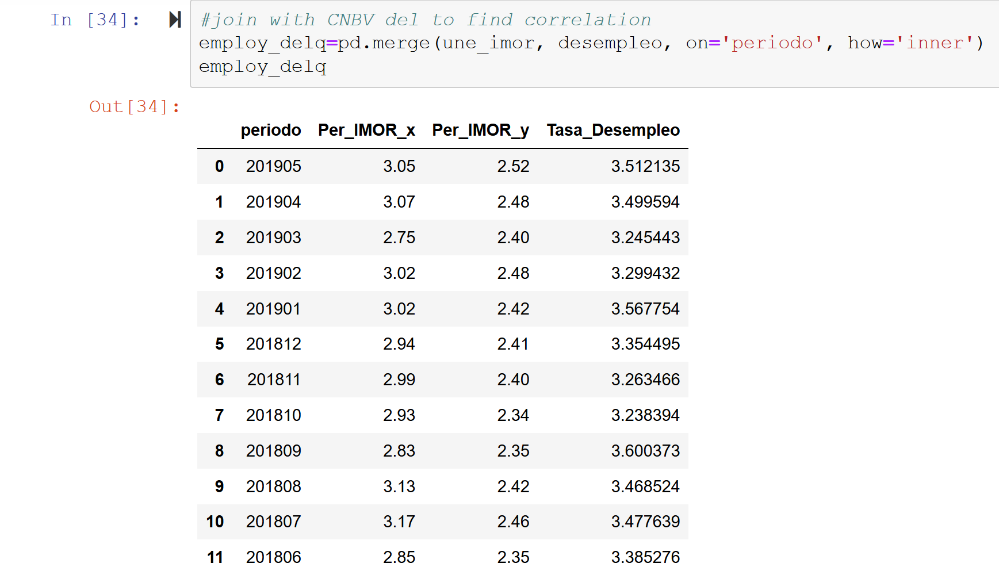 In [34]:
#join with CNBV del to find correlation
employ_delq=pd.merge(une_imor, desempleo, on='periodo', how='inner')
employ_delq
Out[34]:
periodo Per_IMOR_x Per_IMOR_y Tasa_Desempleo
0 201905 3.05 2.52 3.512135
1 201904 3.07 2.48 3.499594
2 201903 2.75 2.40 3.245443
3 201902 3.02 2.48 3.299432
4 201901 3.02 2.42 3.567754
5 201812 2.94 2.41 3.354495
6 201811 2.99 2.40 3.263466
7 201810 2.93 2.34 3.238394
8 201809 2.83 2.35 3.600373
9 201808 3.13 2.42 3.468524
10 201807 3.17 2.46 3.477639
11 201806 2.85 2.35 3.385276